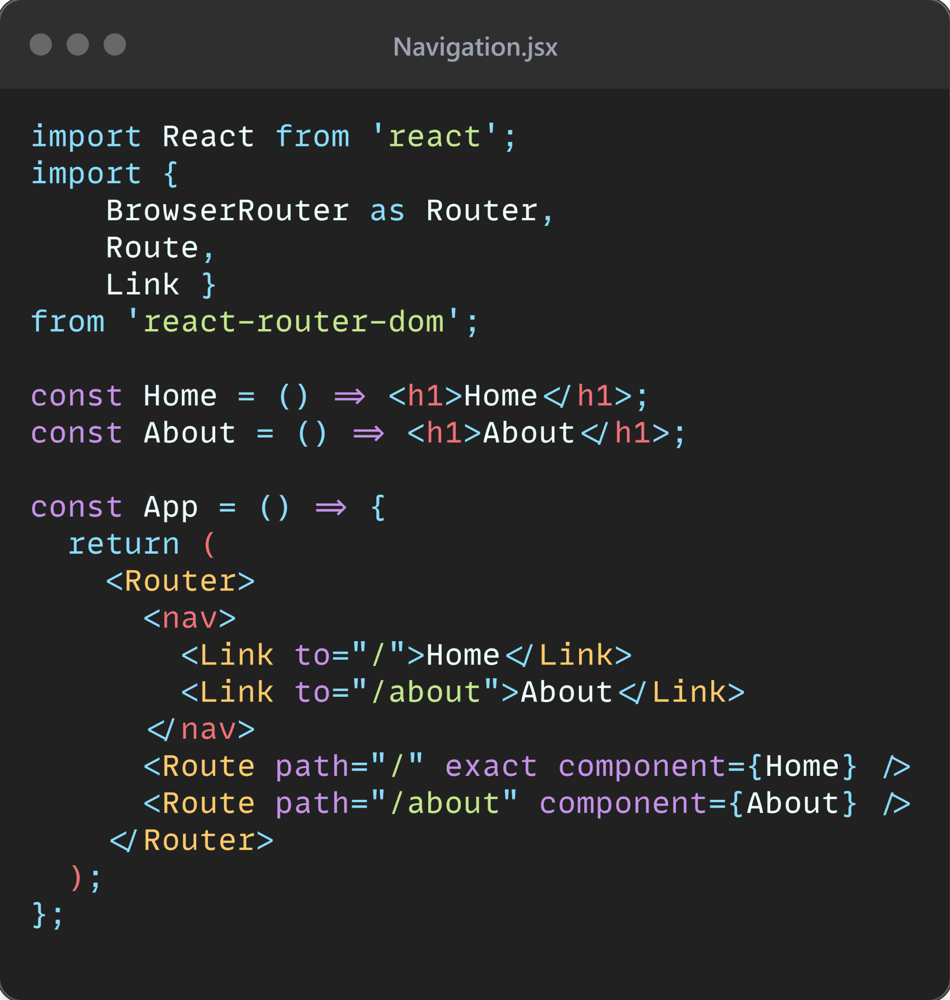 Navigation.jsx
import React from 'react';
import {
    BrowserRouter as Router,
    Route,
    Link }
from 'react-router-dom';

const Home = () => <h1>Home</h1>;
const About = () => <h1>About</h1>;

const App = () => {
  return (
    <Router>
      <nav>
        <Link to="/">Home</Link>
        <Link to="/about">About</Link>
      </nav>
      <Route path="/" exact component={Home} />
      <Route path="/about" component={About} />
    </Router>
  );
};